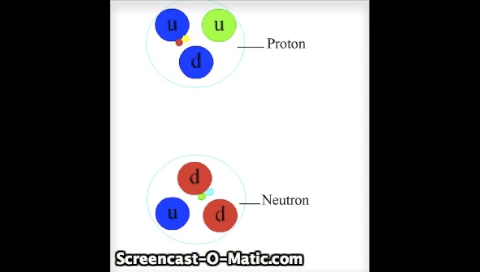 u u
Proton
d
d
Neutron
u d
Screencast-O-Matic.com